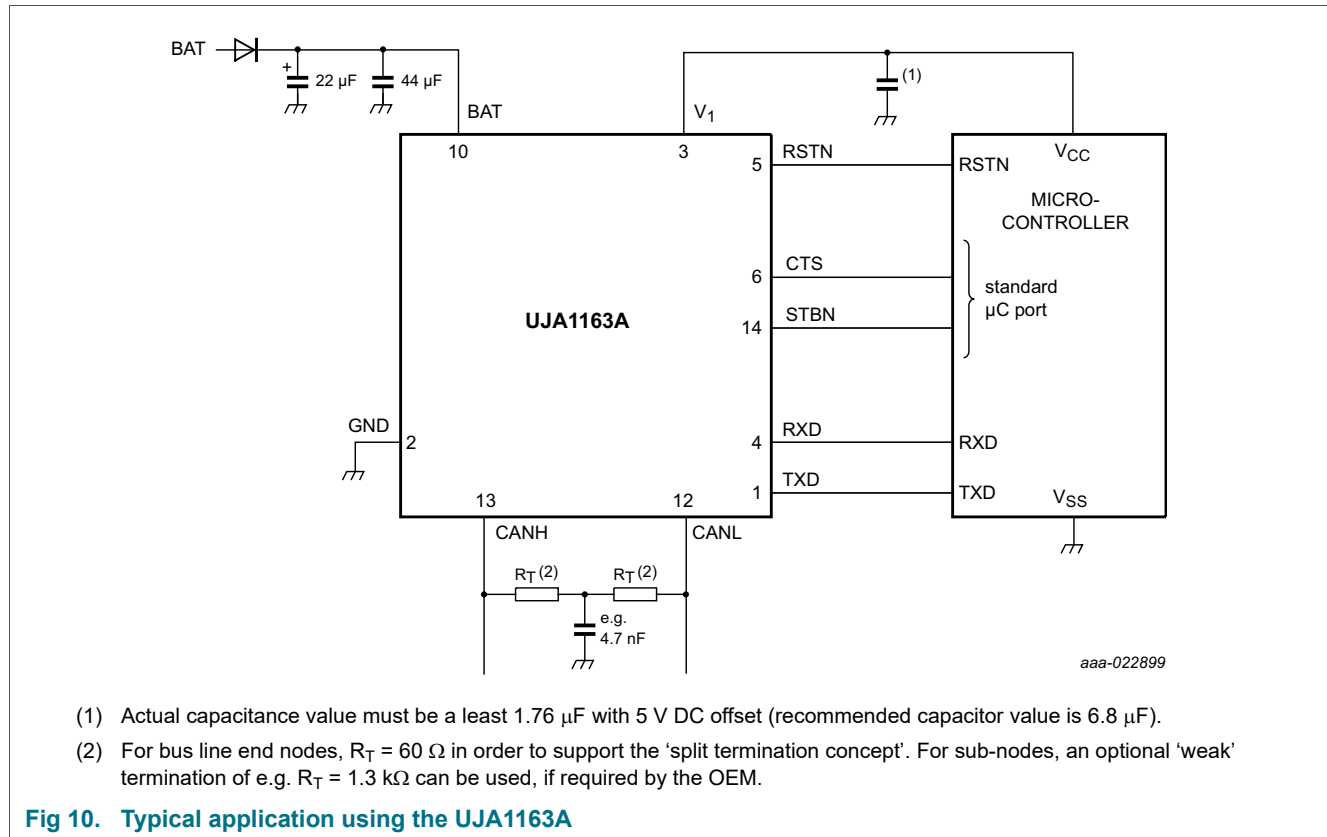 BAT
22 µF
44 µF
BAT
V1
(1)
10
3
VCC
5
RSTN
RSTN
MICRO-
CONTROLLER
6
CTS
standard
µC port
UJA1163A
14
STBN
GND
2
4
RXD
RXD
1
TXD
TXD
13
12
VSS
CANH
CANL
RT (2)
RT (2)
e.g.
4.7 nF
aaa-022899
(1) Actual capacitance value must be a least 1.76 μF with 5 V DC offset (recommended capacitor value is 6.8 μF).
(2) For bus line end nodes, RT = 60 Ω in order to support the ‘split termination concept’. For sub-nodes, an optional ‘weak’
termination of e.g. RT = 1.3 kΩ can be used, if required by the OEM.
Fig 10. Typical application using the UJA1163A